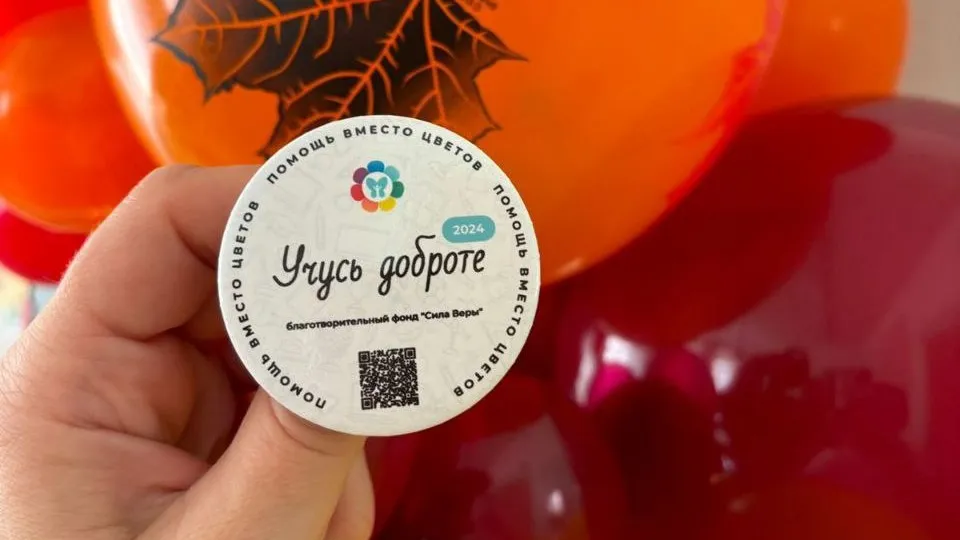 ПОМОЩЬ ВМЕСТО ЦВЕТОВ
ПОМОЩЬ ВМЕСТО ЦВЕТОВ
ПОМОЩЬ ВМЕСТО ЦВЕТОВ
2024
Учусь доброте
благотворительный фонд "Сила Веры"